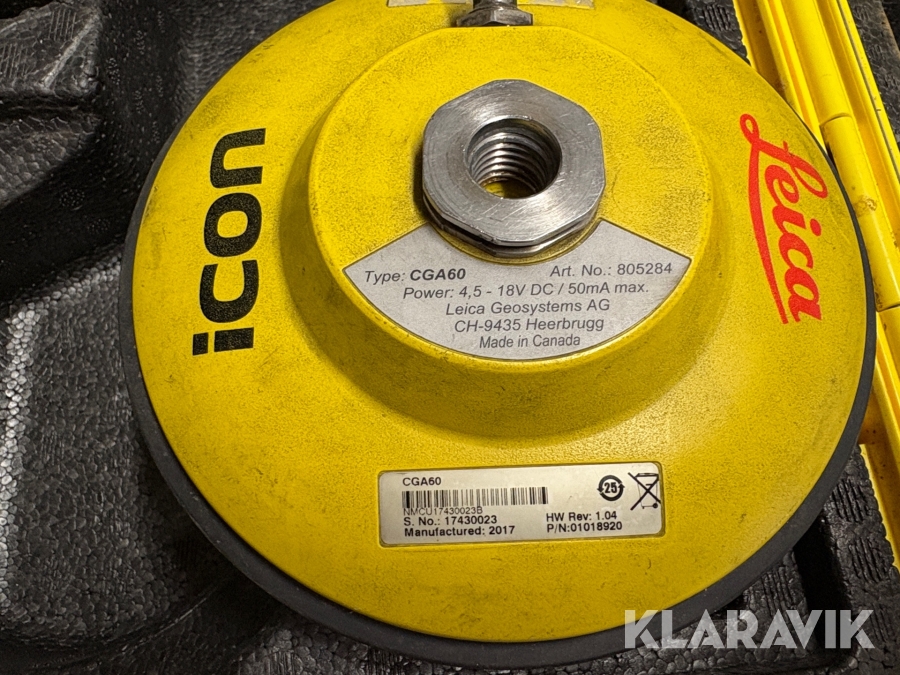 icon
Leica
Type: CGA60 Art. No.: 805284
Power: 4,5 - 18V DC / 50mA max.
Leica Geosystems AG
CH-9435 Heerbrugg
Made in Canada
CGA60
NMCU17430023B
S. No.: 17430023 HW Rev: 1.04
Manufactured: 2017 P/N:01018920
25
KLARAVIK